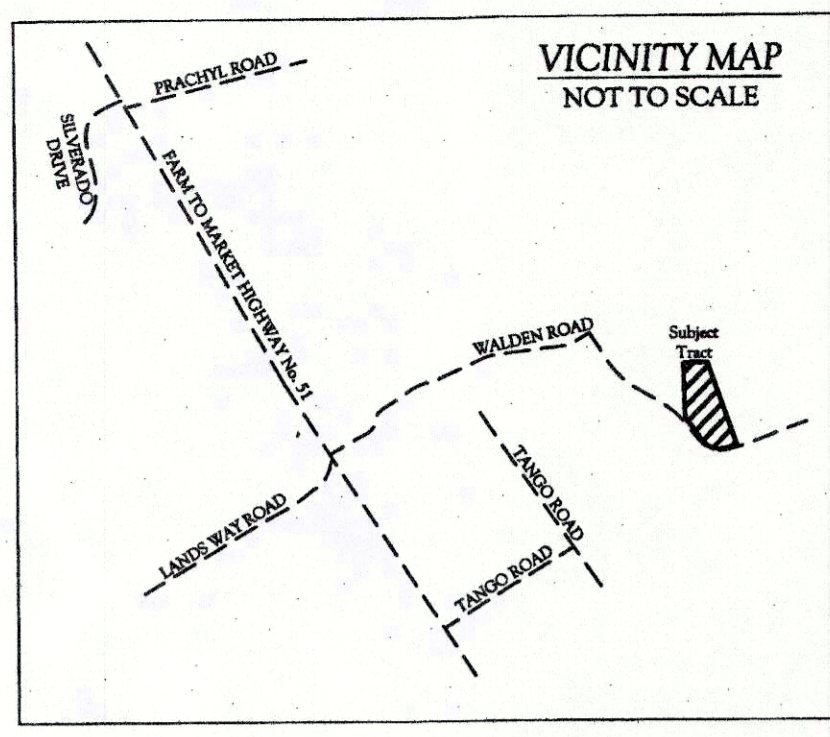 VICINITY MAP
NOT TO SCALE
PRACHYL ROAD
SILVERADO
DRIVE
FARM TO MARKET HIGHWAY No. 51
WALDEN ROAD
Subject
Tract
TANGO ROAD
LANDS WAY ROAD
TANGO ROAD